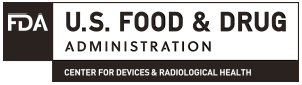 FDA
U.S. FOOD & DRUG
ADMINISTRATION
CENTER FOR DEVICES & RADIOLOGICAL HEALTH